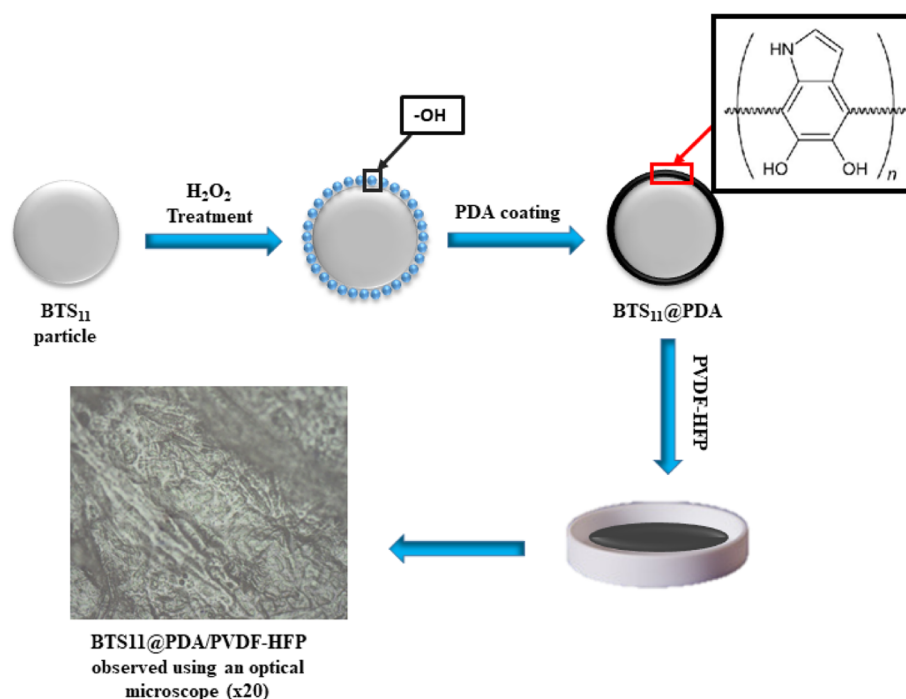 -OH
HN
HO
OH
n
H₂O₂
Treatment
PDA coating
BTS₁₁
particle
BTS₁₁@PDA
PVDF-HFP
BTS11@PDA/PVDF-HFP
observed using an optical
microscope (x20)